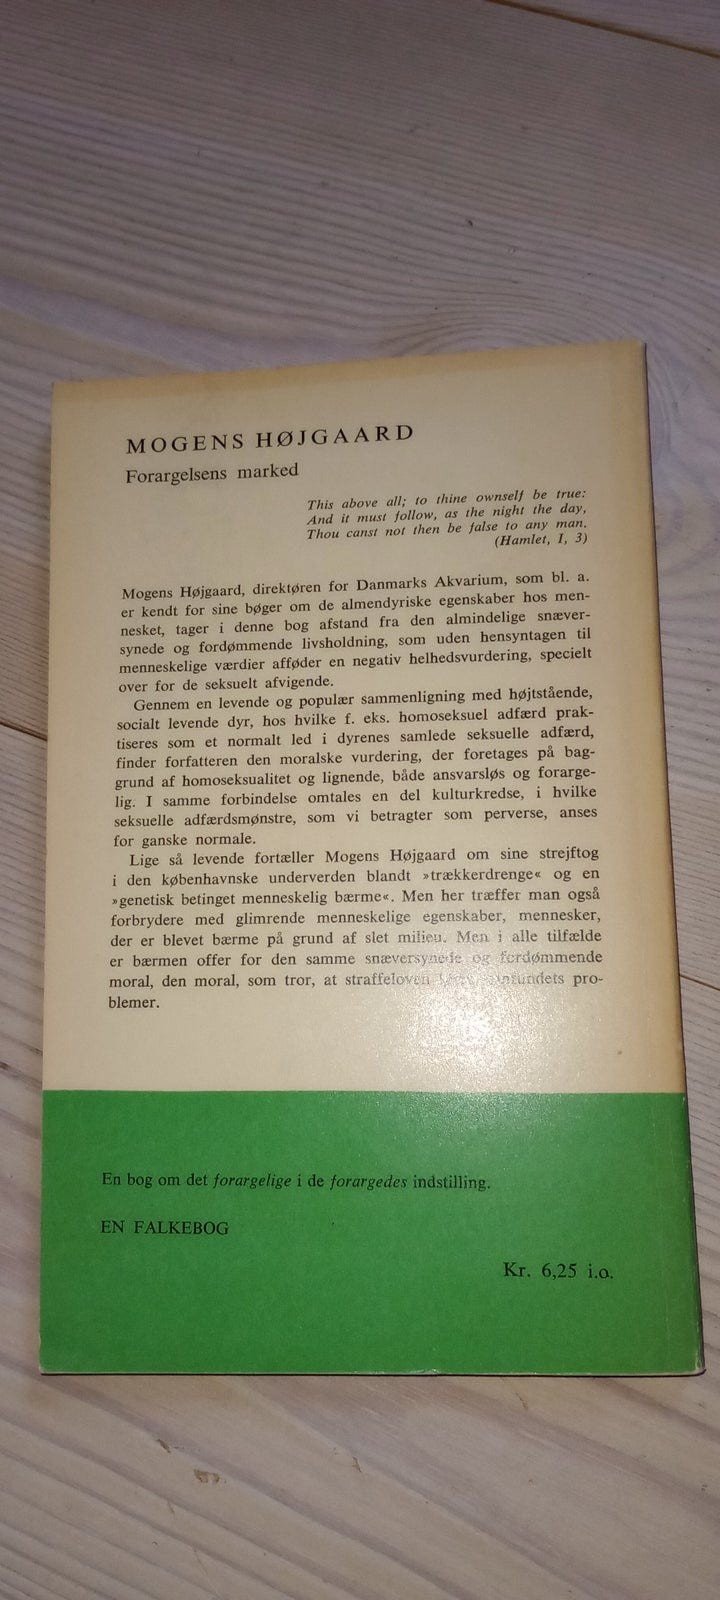 MOGENS HØJGAARD
Forargelsens marked
This above all; to thine ownself be true:
And it must follow, as the night the day,
Thou canst not then be false to any man.
(Hamlet, I, 3)
Mogens Højgaard, direktøren for Danmarks Akvarium, som bl. a.
er kendt for sine bøger om de almendyriske egenskaber hos men-
nesket, tager i denne bog afstand fra den almindelige snæver-
synede og fordømmende livsholdning, som uden hensyntagen til
menneskelige værdier afføder en negativ helhedsvurdering, specielt
over for de seksuelt afvigende.
Gennem en levende og populær sammenligning med højtstående,
socialt levende dyr, hos hvilke f. eks. homoseksuel adfærd prak-
tiseres som et normalt led i dyrenes samlede seksuelle adfærd,
finder forfatteren den moralske vurdering, der foretages på bag-
grund af homoseksualitet og lignende, både ansvarsløs og forarge-
lig. I samme forbindelse omtales en del kulturkredse, i hvilke
seksuelle adfærdsmønstre, som vi betragter som perverse, anses
for ganske normale.
Lige så levende fortæller Mogens Højgaard om sine strejftog
i den københavnske underverden blandt »trækkerdrenge« og en
»genetisk betinget menneskelig bærme«. Men her træffer man også
forbrydere med glimrende menneskelige egenskaber, mennesker,
der er blevet bærme på grund af slet milieu. Men i alle tilfælde
er bærmen offer for den samme snæversynede og fordømmende
moral, den moral, som tror, at straffeloven samfundets pro-
blemer.
En bog om det forargelige i de forargedes indstilling.
EN FALKEBOG
Kr. 6,25 i.o.